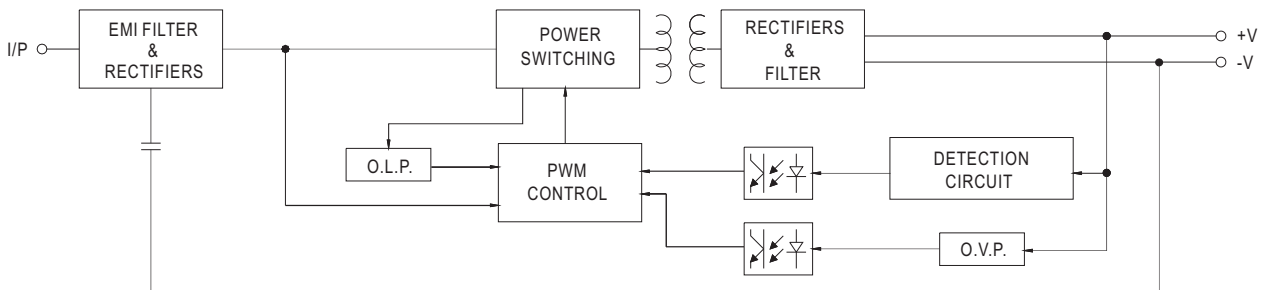 I/P
EMI FILTER
&
RECTIFIERS
POWER
SWITCHING
RECTIFIERS
&
FILTER
+V
-V
O.L.P.
PWM
CONTROL
DETECTION
CIRCUIT
O.V.P.